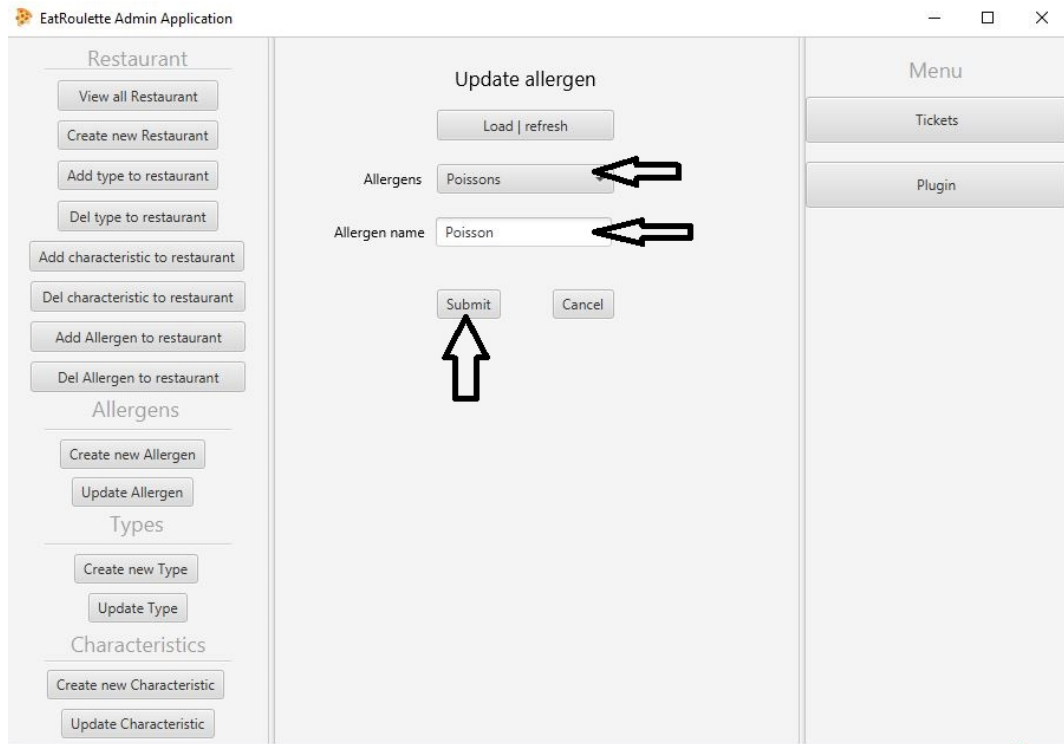 EatRoulette Admin Application
Restaurant
View all Restaurant
Create new Restaurant
Add type to restaurant
Del type to restaurant
Add characteristic to restaurant
Del characteristic to restaurant
Add Allergen to restaurant
Del Allergen to restaurant
Allergens
Create new Allergen
Update Allergen
Types
Create new Type
Update Type
Characteristics
Create new Characteristic
Update Characteristic
Update allergen
Load | refresh
Allergens Poissons
Allergen name Poisson
Submit Cancel
Menu
Tickets
Plugin